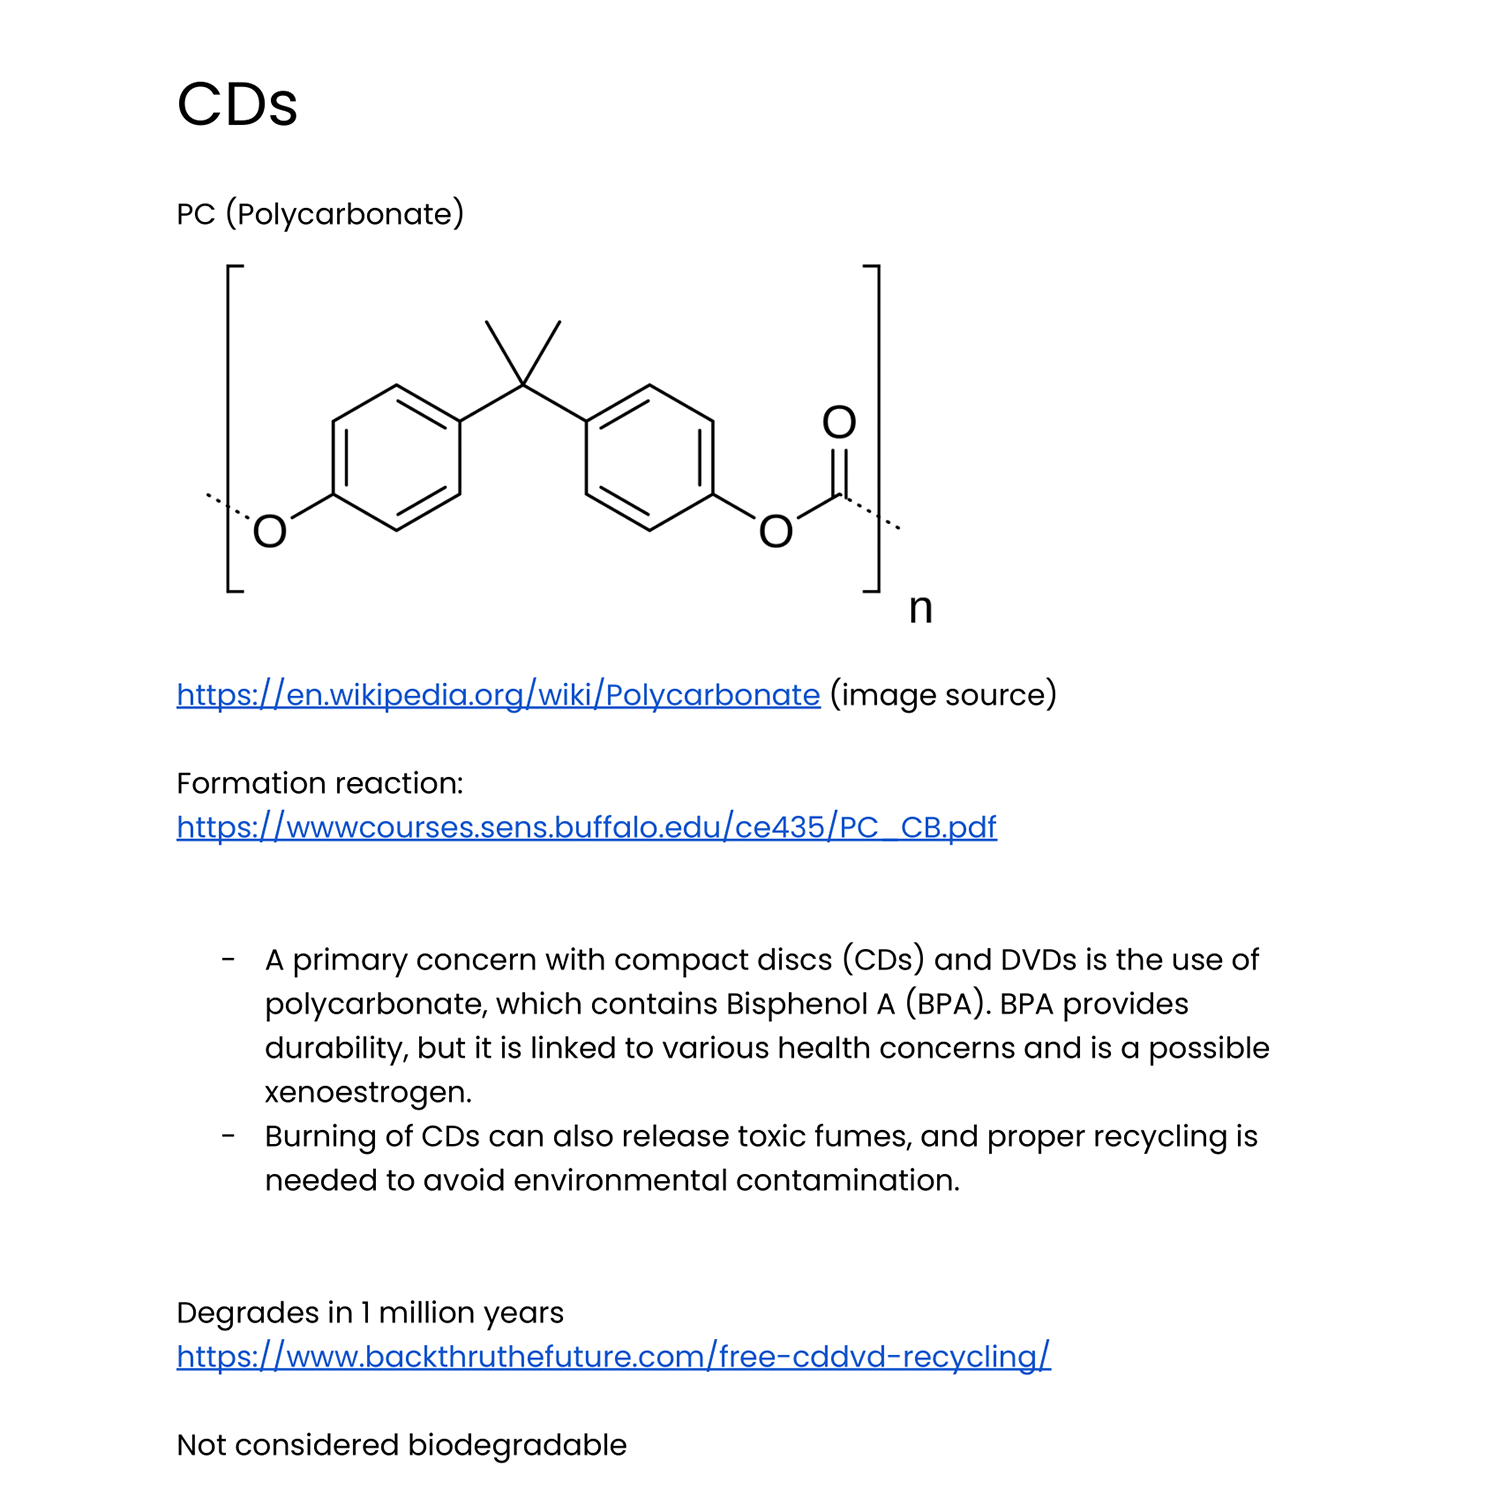 CDs
PC (Polycarbonate)
O
O
O
n
https://en.wikipedia.org/wiki/Polycarbonate (image source)
Formation reaction:
https://wwwcourses.sens.buffalo.edu/ce435/PC_CB.pdf
- A primary concern with compact discs (CDs) and DVDs is the use of
polycarbonate, which contains Bisphenol A (BPA). BPA provides
durability, but it is linked to various health concerns and is a possible
xenoestrogen.
- Burning of CDs can also release toxic fumes, and proper recycling is
needed to avoid environmental contamination.
Degrades in 1 million years
https://www.backthruthefuture.com/free-cddvd-recycling/
Not considered biodegradable